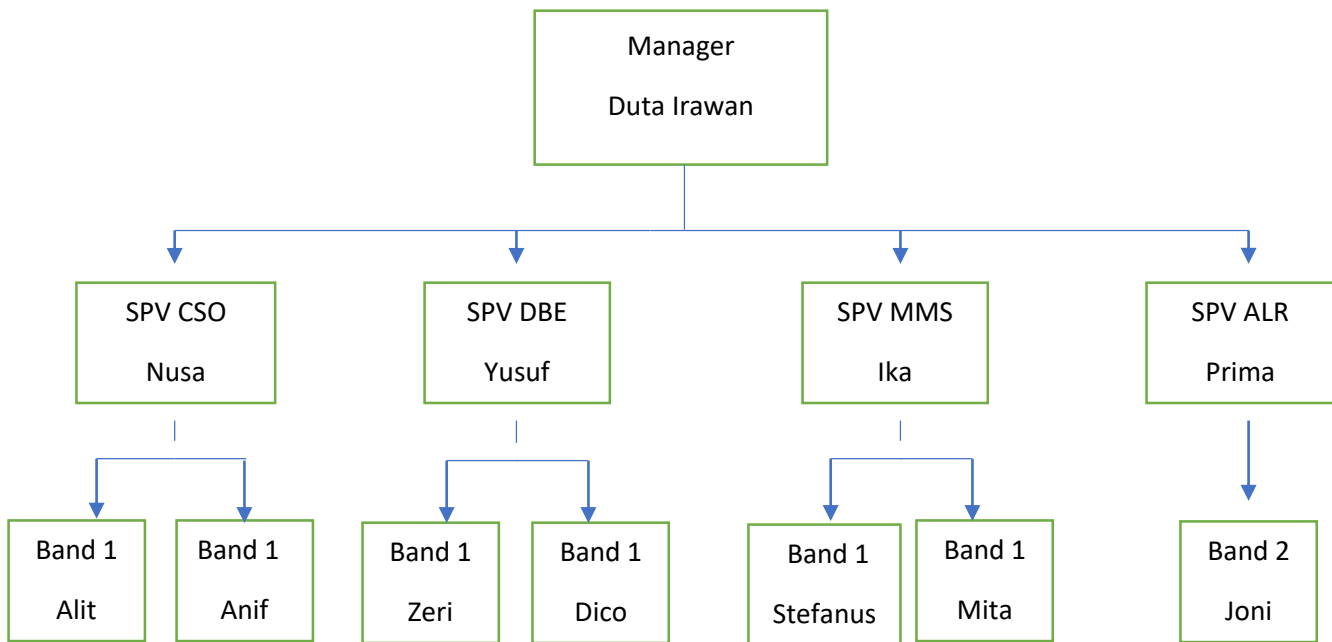 Manager
Duta Irawan
SPV CSO
Nusa
SPV DBE
Yusuf
SPV MMS
Ika
SPV ALR
Prima
Band 1
Alit
Band 1
Anif
Band 1
Zeri
Band 1
Dico
Band 1
Stefanus
Band 1
Mita
Band 2
Joni